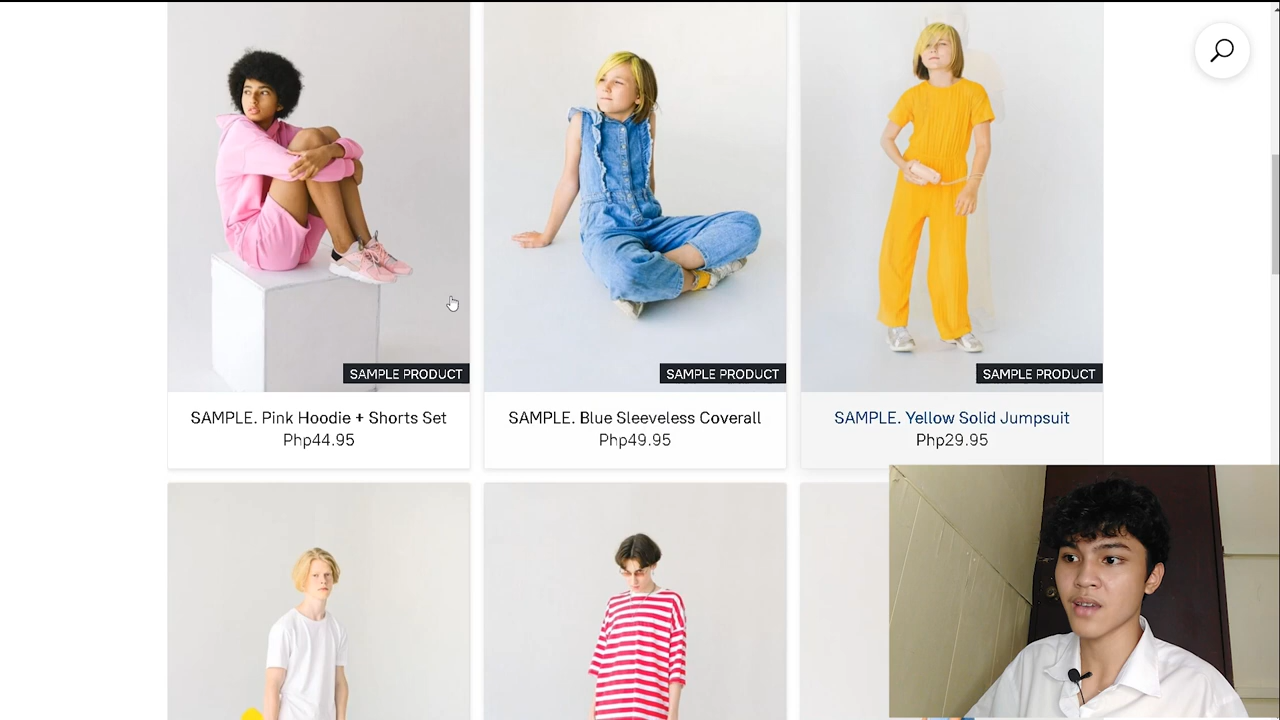 SAMPLE PRODUCT
SAMPLE PRODUCT
SAMPLE PRODUCT
SAMPLE. Pink Hoodie + Shorts Set
Php44.95
SAMPLE. Blue Sleeveless Coverall
Php49.95
SAMPLE. Yellow Solid Jumpsuit
Php29.95